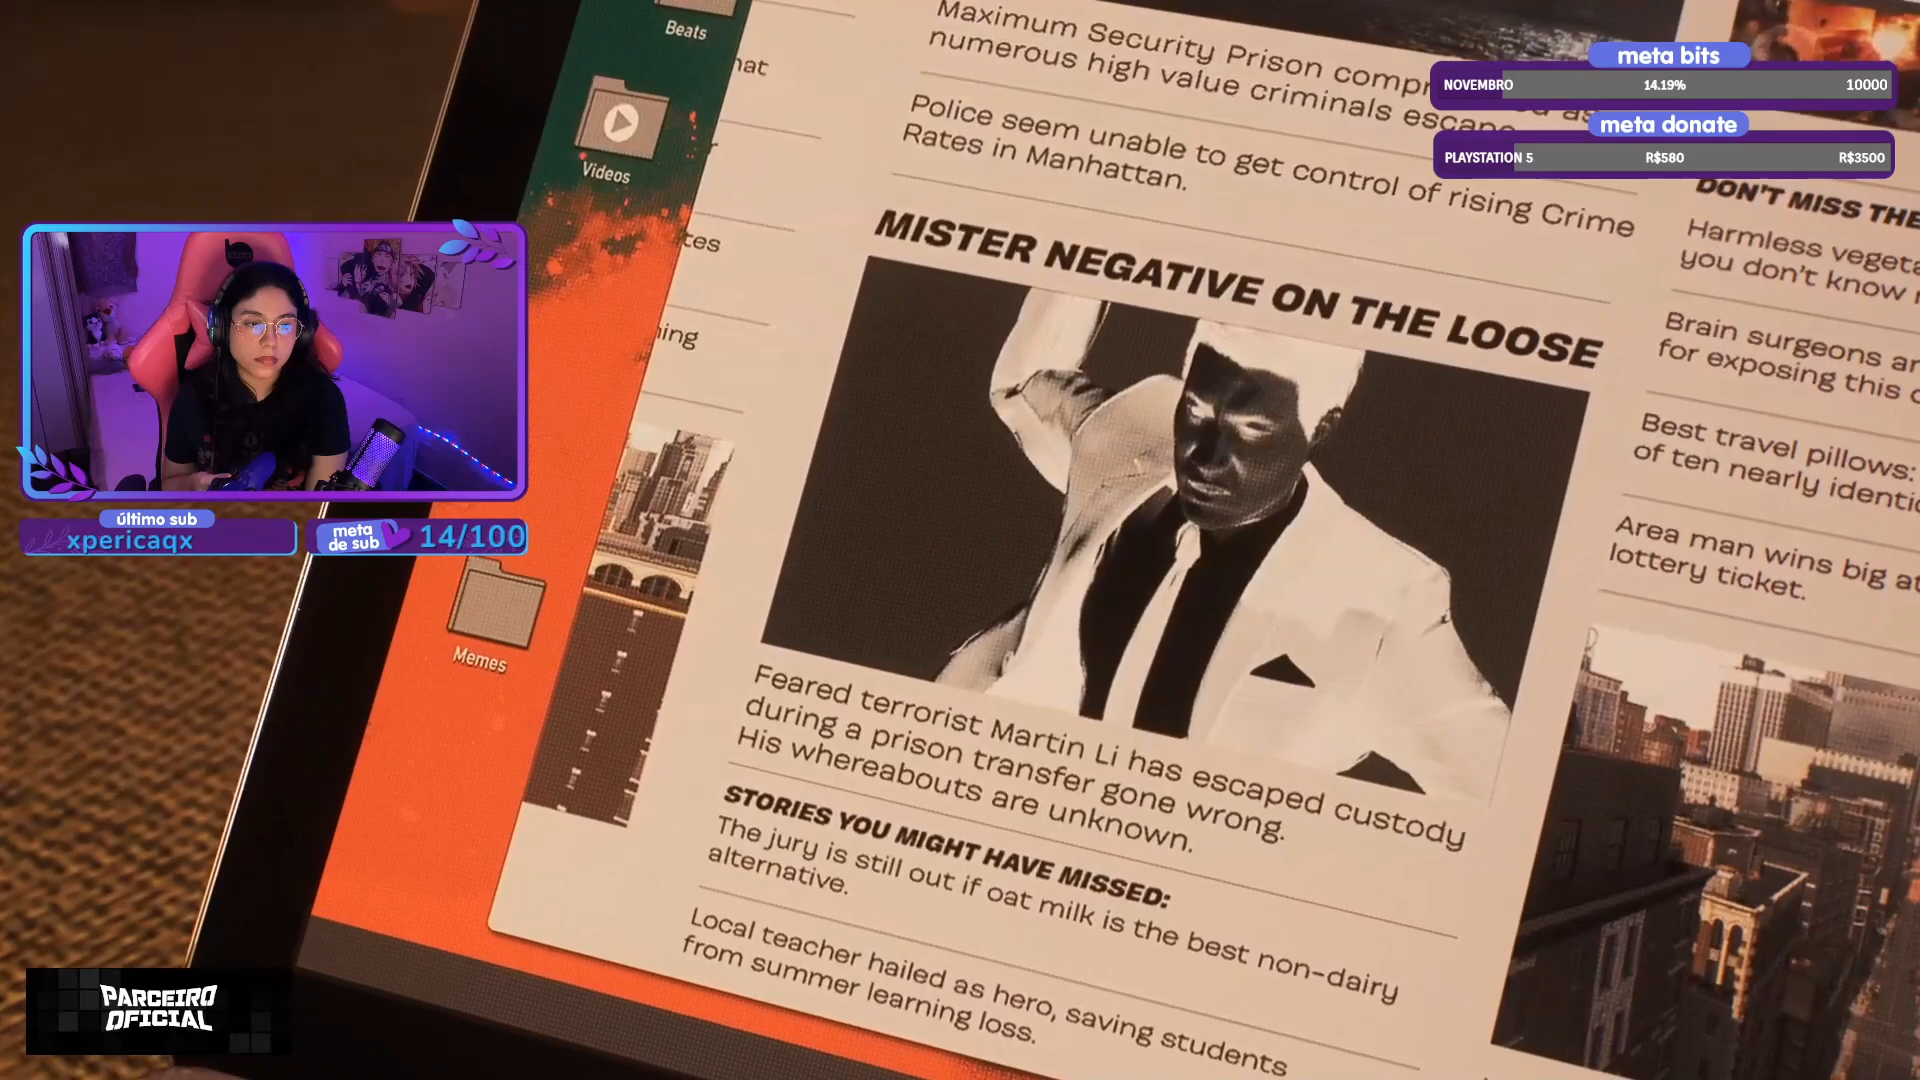 Beats
Videos
Memes
hat
tes
ning
Maximum Security Prison
numerous high value criminals
Police seem unable to get control of rising Crime
Rates in Manhattan.
MISTER NEGATIVE ON THE LOOSE
Feared terrorist Martin Li has escaped custody
during a prison transfer gone wrong.
His whereabouts are unknown.
STORIES YOU MIGHT HAVE MISSED:
The jury is still out if oat milk is the best non-dairy
alternative.
Local teacher hailed as hero, saving students
from summer learning loss.
DON'T MISS THE
Harmless vegeta
you don't know
Brain surgeons ar
for exposing this
Best travel pillows:
of ten nearly identic
Area man wins big at
lottery ticket.
meta bits
NOVEMBRO 14.19% 10000
meta donate
PLAYSTATION 5 R$580 R$3500
último sub
xpericaqx
meta
de sub
14/100
PARCEIRO
OFICIAL